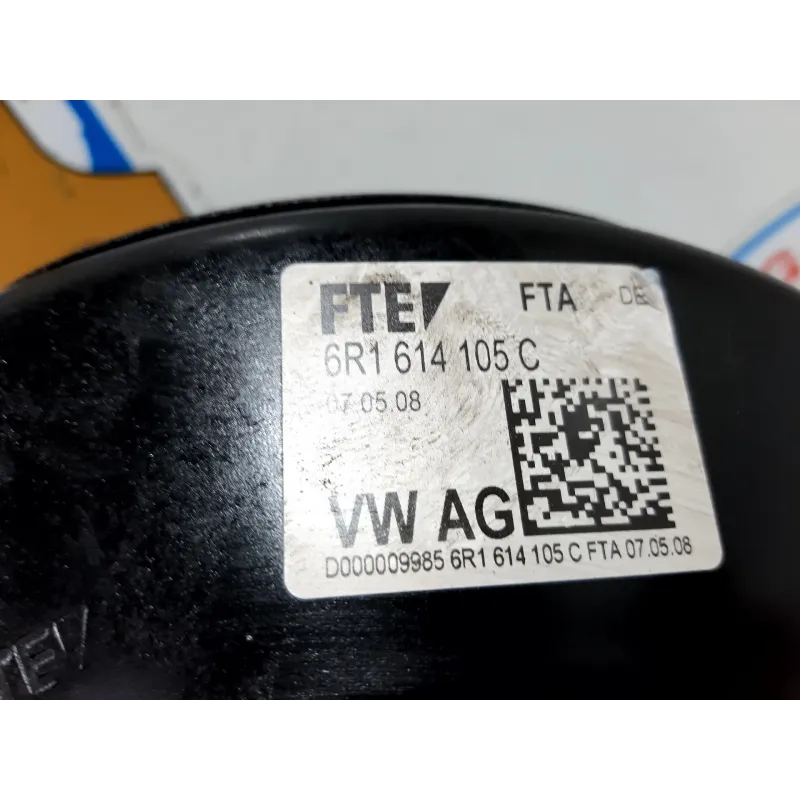 FTE FTA DE
6R1 614 105 C
07.05.08
VW AG
D000009985 6R1 614 105 C FTA 07.05.08